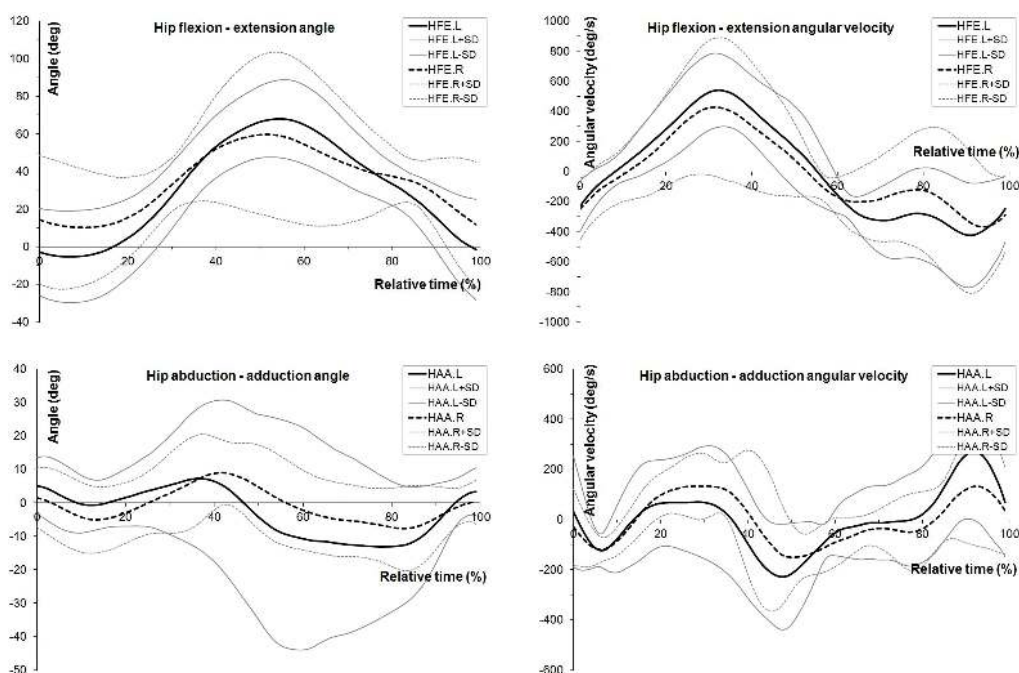 Hip flexion - extension angle
Angle (deg)
120
100
80
60
40
20
0
-20
-40
0
20
40
60
80
100
Relative time (%)
HFE.L
HFE.L+SD
HFE.L-SD
HFE.R
HFE.R+SD
HFE.R-SD
Hip flexion - extension angular velocity
Angular velocity (deg/s)
1000
800
600
400
200
0
-200
-400
-600
-800
-1000
0
20
40
60
80
100
Relative time (%)
HFE.L
HFE.L+SD
HFE.L-SD
HFE.R
HFE.R+SD
HFE.R-SD
Hip abduction - adduction angle
Angle (deg)
40
30
20
10
0
-10
-20
-30
-40
-50
0
20
40
60
80
100
Relative time (%)
HAA.L
HAA.L+SD
HAA.L-SD
HAA.R
HAA.R+SD
HAA.R-SD
Hip abduction - adduction angular velocity
Angular velocity (deg/s)
600
400
200
0
-200
-400
-600
0
20
40
60
80
100
Relative time (%)
HAA.L
HAA.L+SD
HAA.L-SD
HAA.R
HAA.R+SD
HAA.R-SD